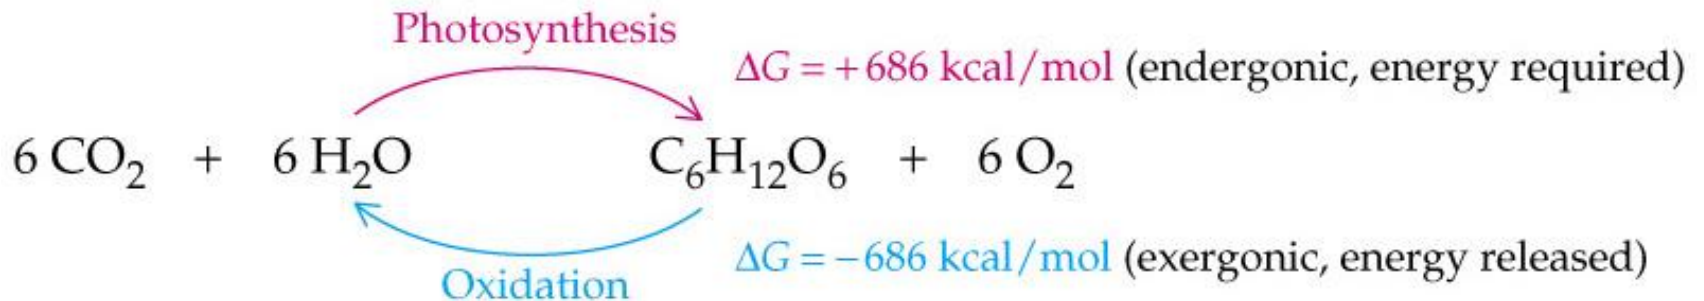 Photosynthesis
ΔG = +686 kcal/mol (endergonic, energy required)
6 CO₂ + 6 H₂O C₆H₁₂O₆ + 6 O₂
ΔG = −686 kcal/mol (exergonic, energy released)
Oxidation